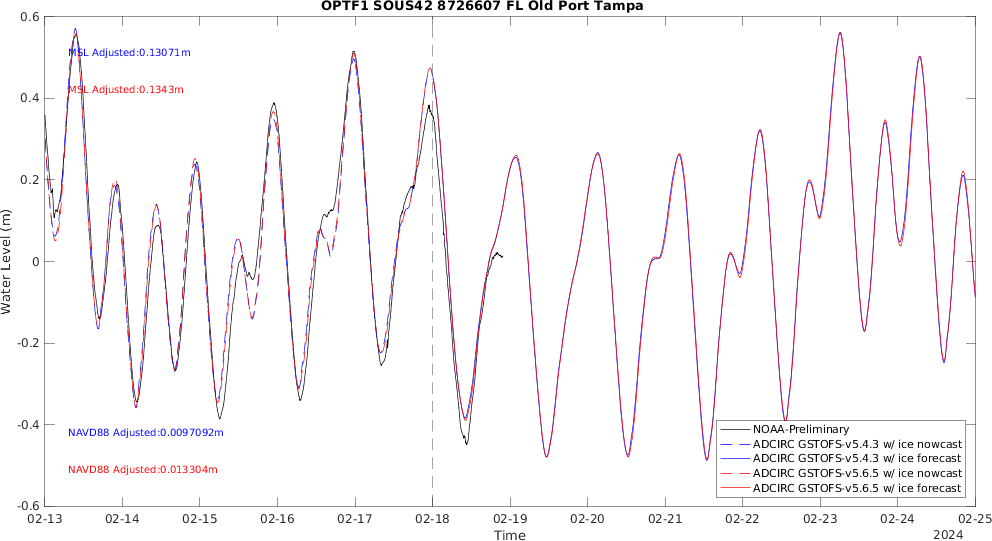 OPTF1 SOUS42 8726607 FL Old Port Tampa
0.6
0.4
0.2
0
-0.2
-0.4
-0.6
Water Level (m)
MSL Adjusted:0.13071m
MSL Adjusted:0.1343m
NAVD88 Adjusted:0.0097092m
NAVD88 Adjusted:0.013304m
NOAA-Preliminary
ADCIRC GSTOFS-v5.4.3 w/ ice nowcast
ADCIRC GSTOFS-v5.4.3 w/ ice forecast
ADCIRC GSTOFS-v5.6.5 w/ ice nowcast
ADCIRC GSTOFS-v5.6.5 w/ ice forecast
02-13 02-14 02-15 02-16 02-17 02-18 02-19 02-20 02-21 02-22 02-23 02-24 02-25
Time
2024